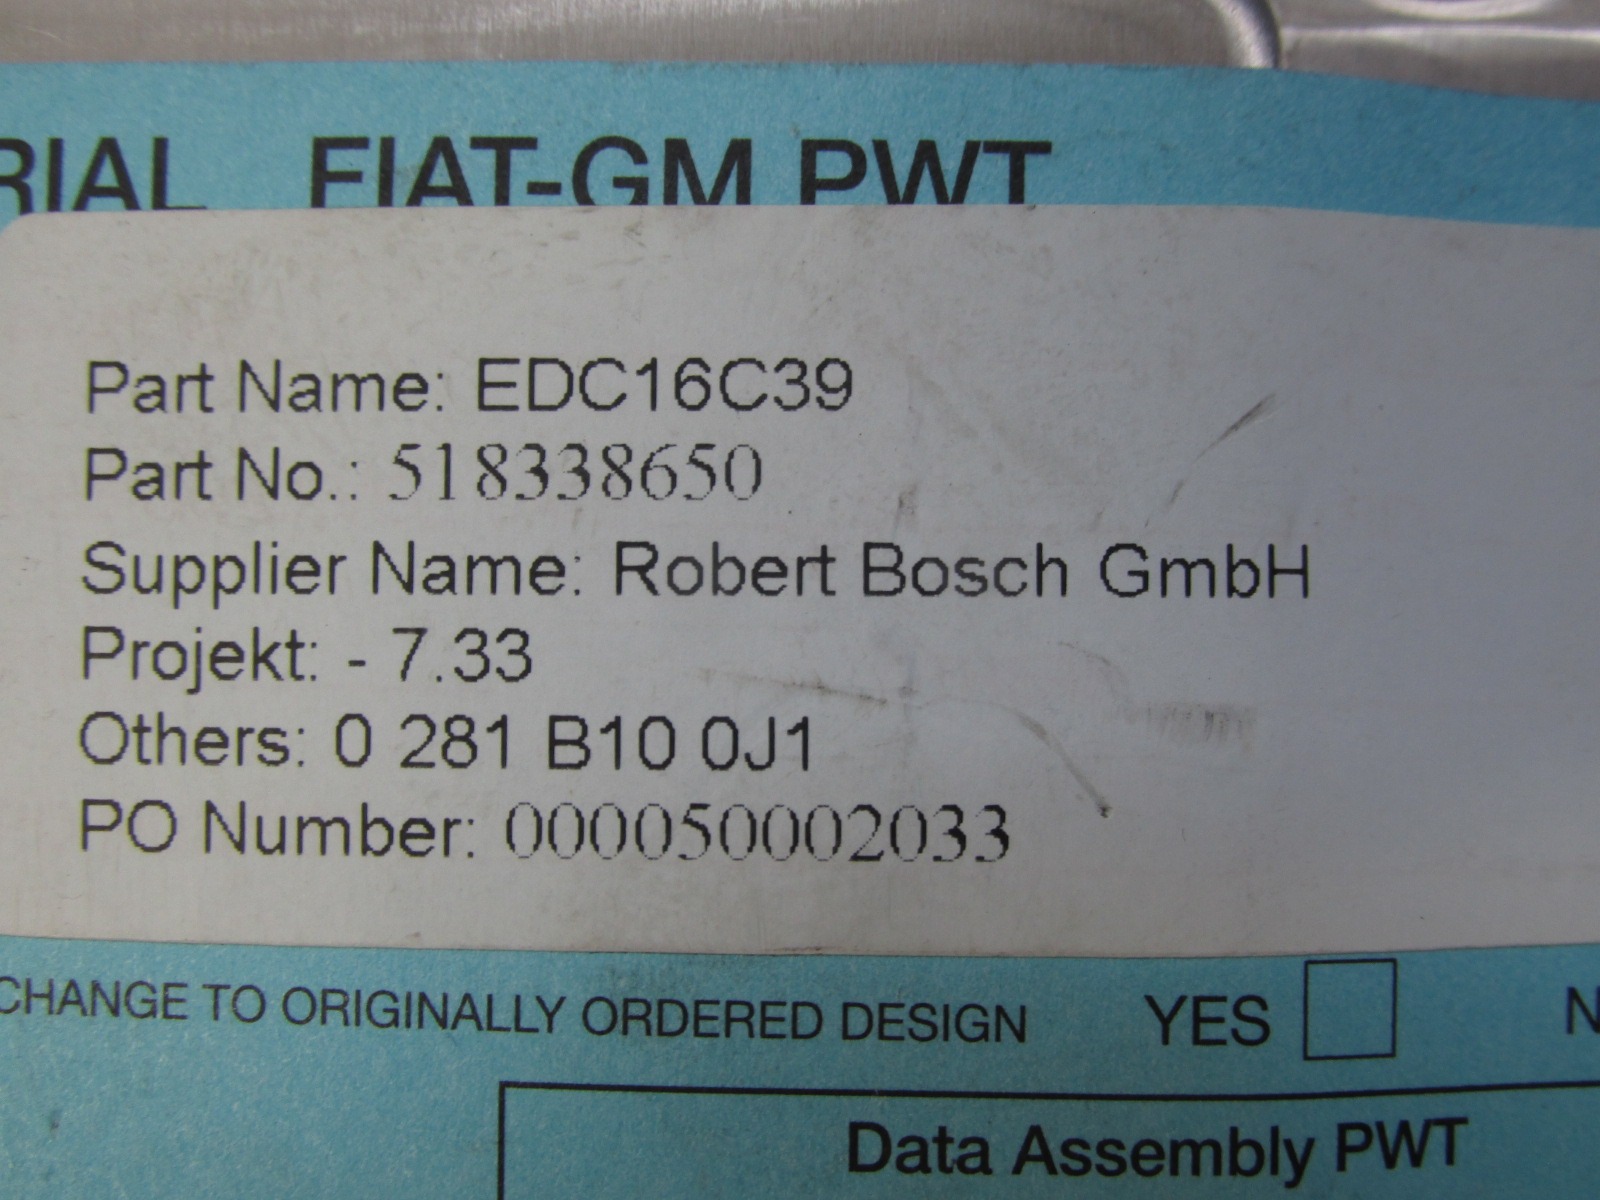 RIAL FIAT-GM PWT
Part Name: EDC16C39
Part No.: 518338650
Supplier Name: Robert Bosch GmbH
Projekt: - 7.33
Others: 0 281 B10 0J1
PO Number: 000050002033
CHANGE TO ORIGINALLY ORDERED DESIGN YES N
Data Assembly PWT